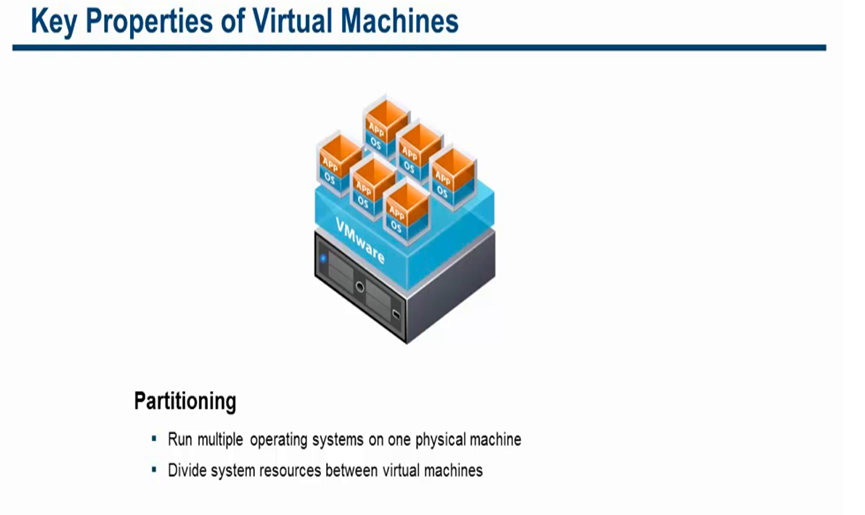 Key Properties of Virtual Machines
APP
OS
APP
OS
APP
OS
APP
OS
APP
OS
APP
OS
VMware
Partitioning
▪ Run multiple operating systems on one physical machine
▪ Divide system resources between virtual machines